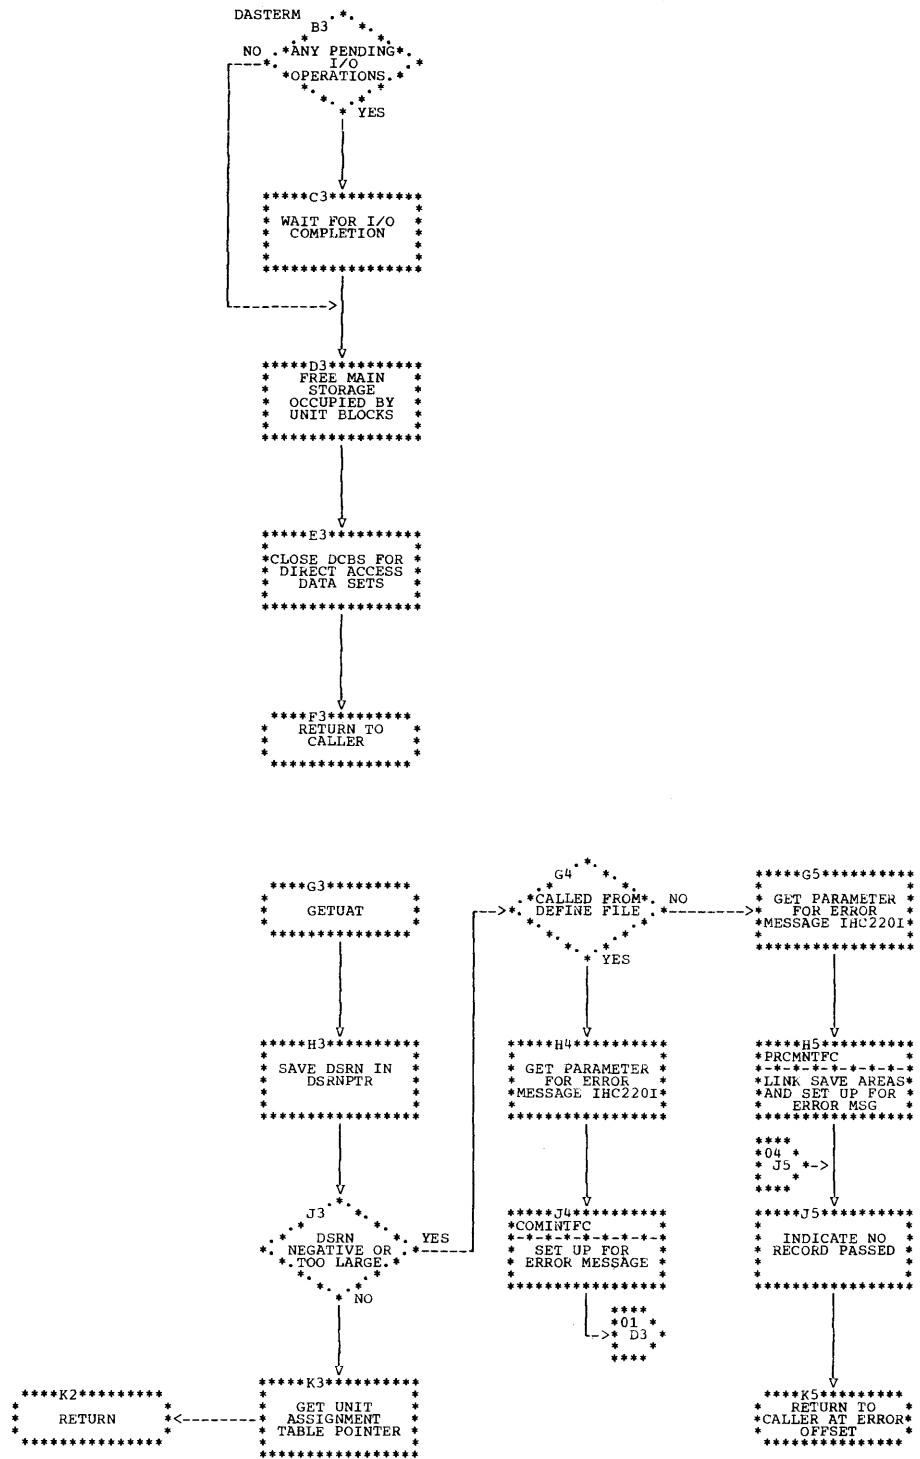 DASTERM
B3
NO
ANY PENDING
I/O
OPERATIONS
YES
C3
WAIT FOR I/O
COMPLETION
D3
FREE MAIN
STORAGE
OCCUPIED BY
UNIT BLOCKS
E3
CLOSE DCBS FOR
DIRECT ACCESS
DATA SETS
F3
RETURN TO
CALLER
G3
GETUAT
H3
SAVE DSRN IN
DSRNPTR
J3
DSRN
NEGATIVE OR
TOO LARGE
YES
NO
K3
GET UNIT
ASSIGNMENT
TABLE POINTER
K2
RETURN
G4
CALLED FROM
DEFINE FILE
NO
YES
H4
GET PARAMETER
FOR ERROR
MESSAGE IHC220I
J4
COMINTFC
SET UP FOR
ERROR MESSAGE
01
D3
G5
GET PARAMETER
FOR ERROR
MESSAGE IHC220I
H5
PRCMNTFC
LINK SAVE AREAS
AND SET UP FOR
ERROR MSG
04
J5
J5
INDICATE NO
RECORD PASSED
K5
RETURN TO
CALLER AT ERROR
OFFSET